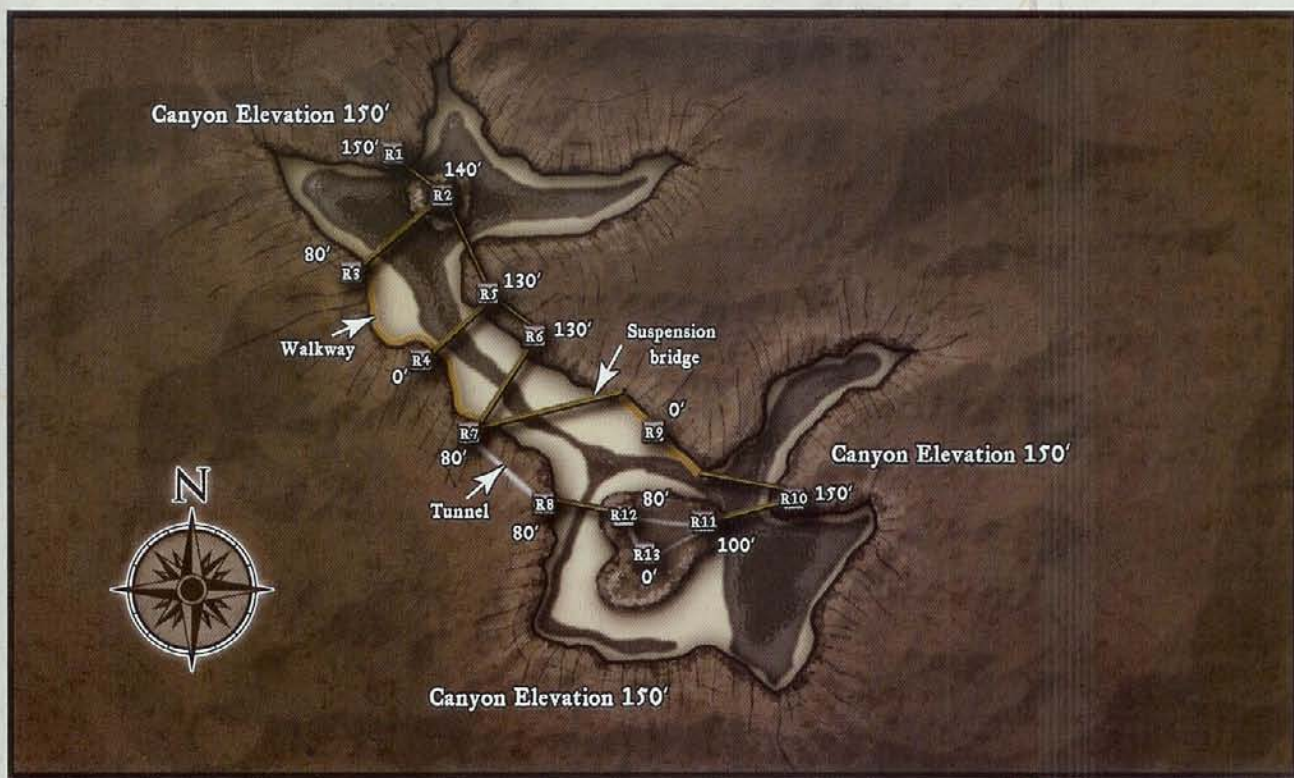 Canyon Elevation 150'
150'
R1
140'
R2
80'
R3
130'
R5
R6
130'
Suspension
bridge
Walkway
R4
0'
0'
R9
R7
80'
Canyon Elevation 150'
N
Tunnel
R8
80'
80'
R12
R11
R10
150'
100'
R13
0'
Canyon Elevation 150'